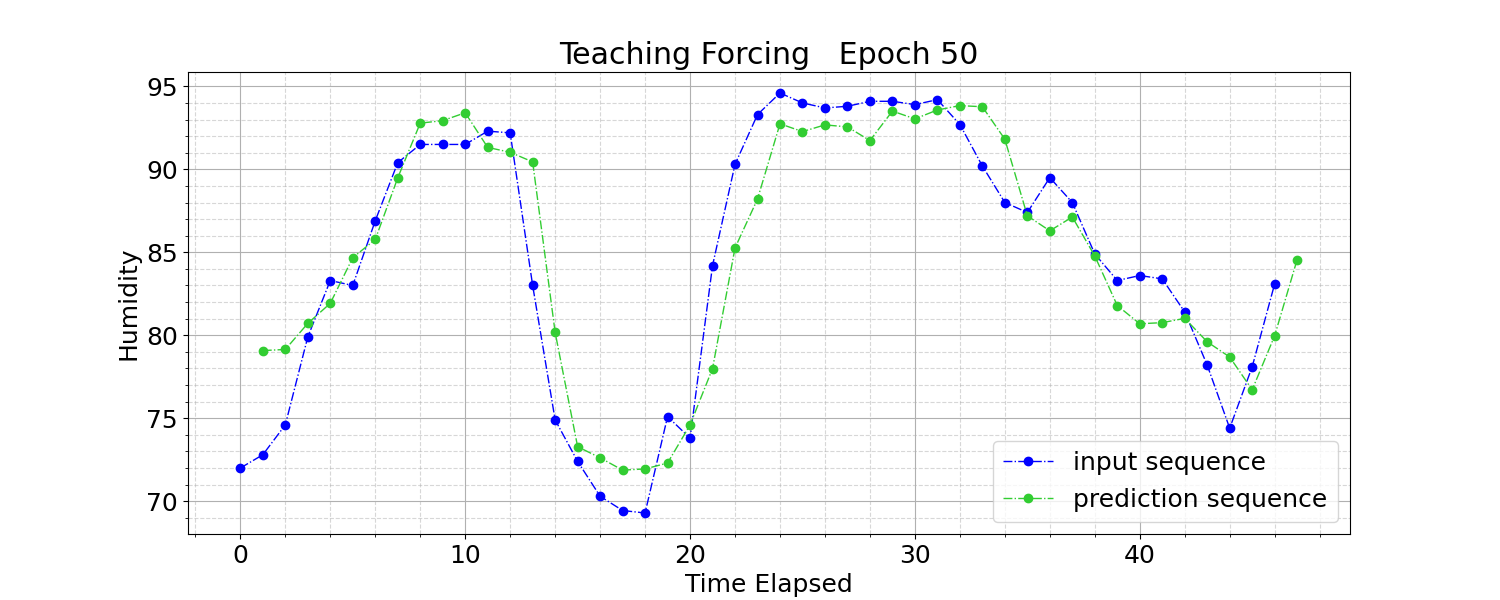 Teaching Forcing   Epoch 50
95
90
85
80
75
70
Humidity
0 10 20 30 40
Time Elapsed
input sequence
prediction sequence